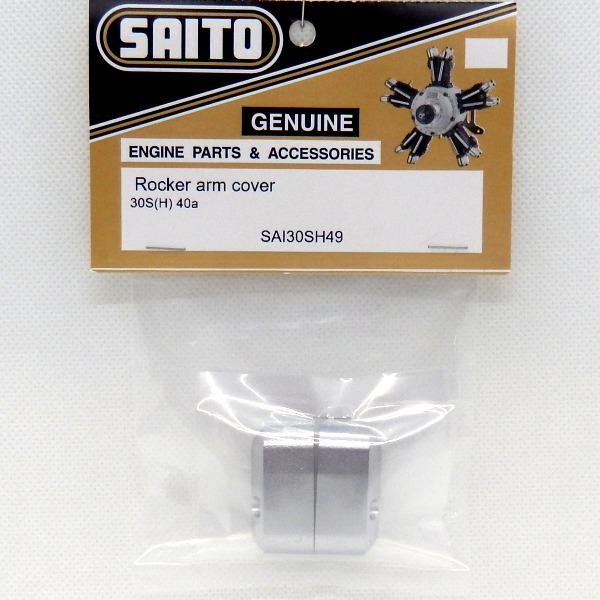 SAITO
GENUINE
ENGINE PARTS & ACCESSORIES
Rocker arm cover
30S(H) 40a
SAI30SH49